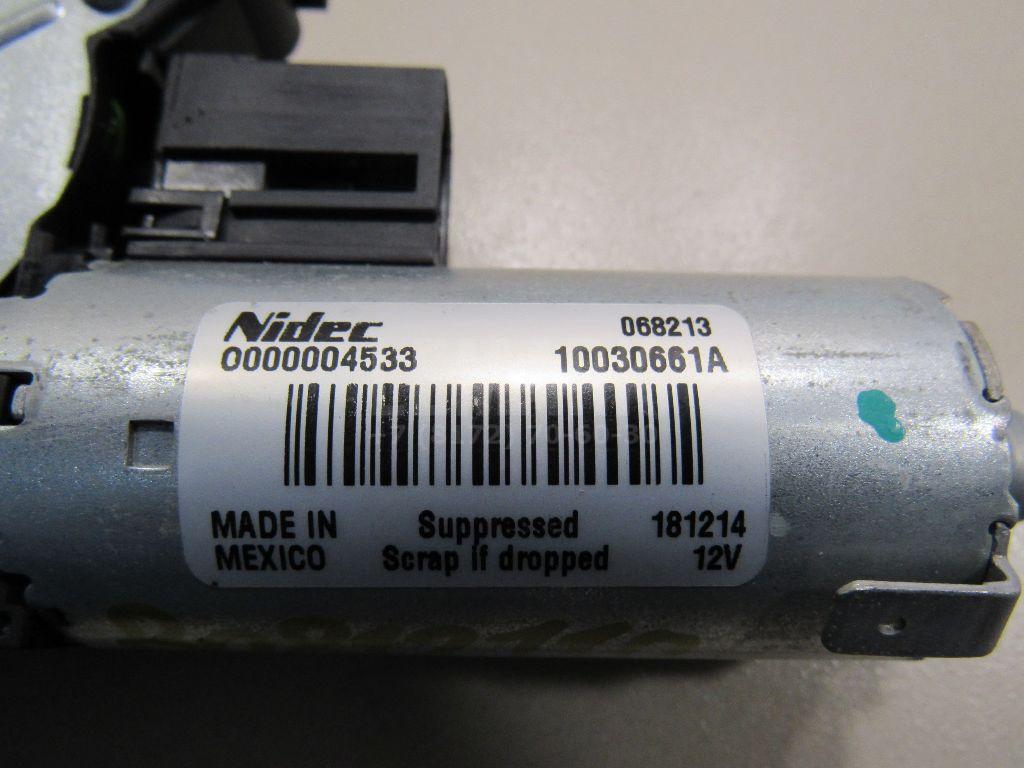 Nidec 068213
0000004533 10030661A
MADE IN Suppressed 181214
MEXICO Scrap if dropped 12V